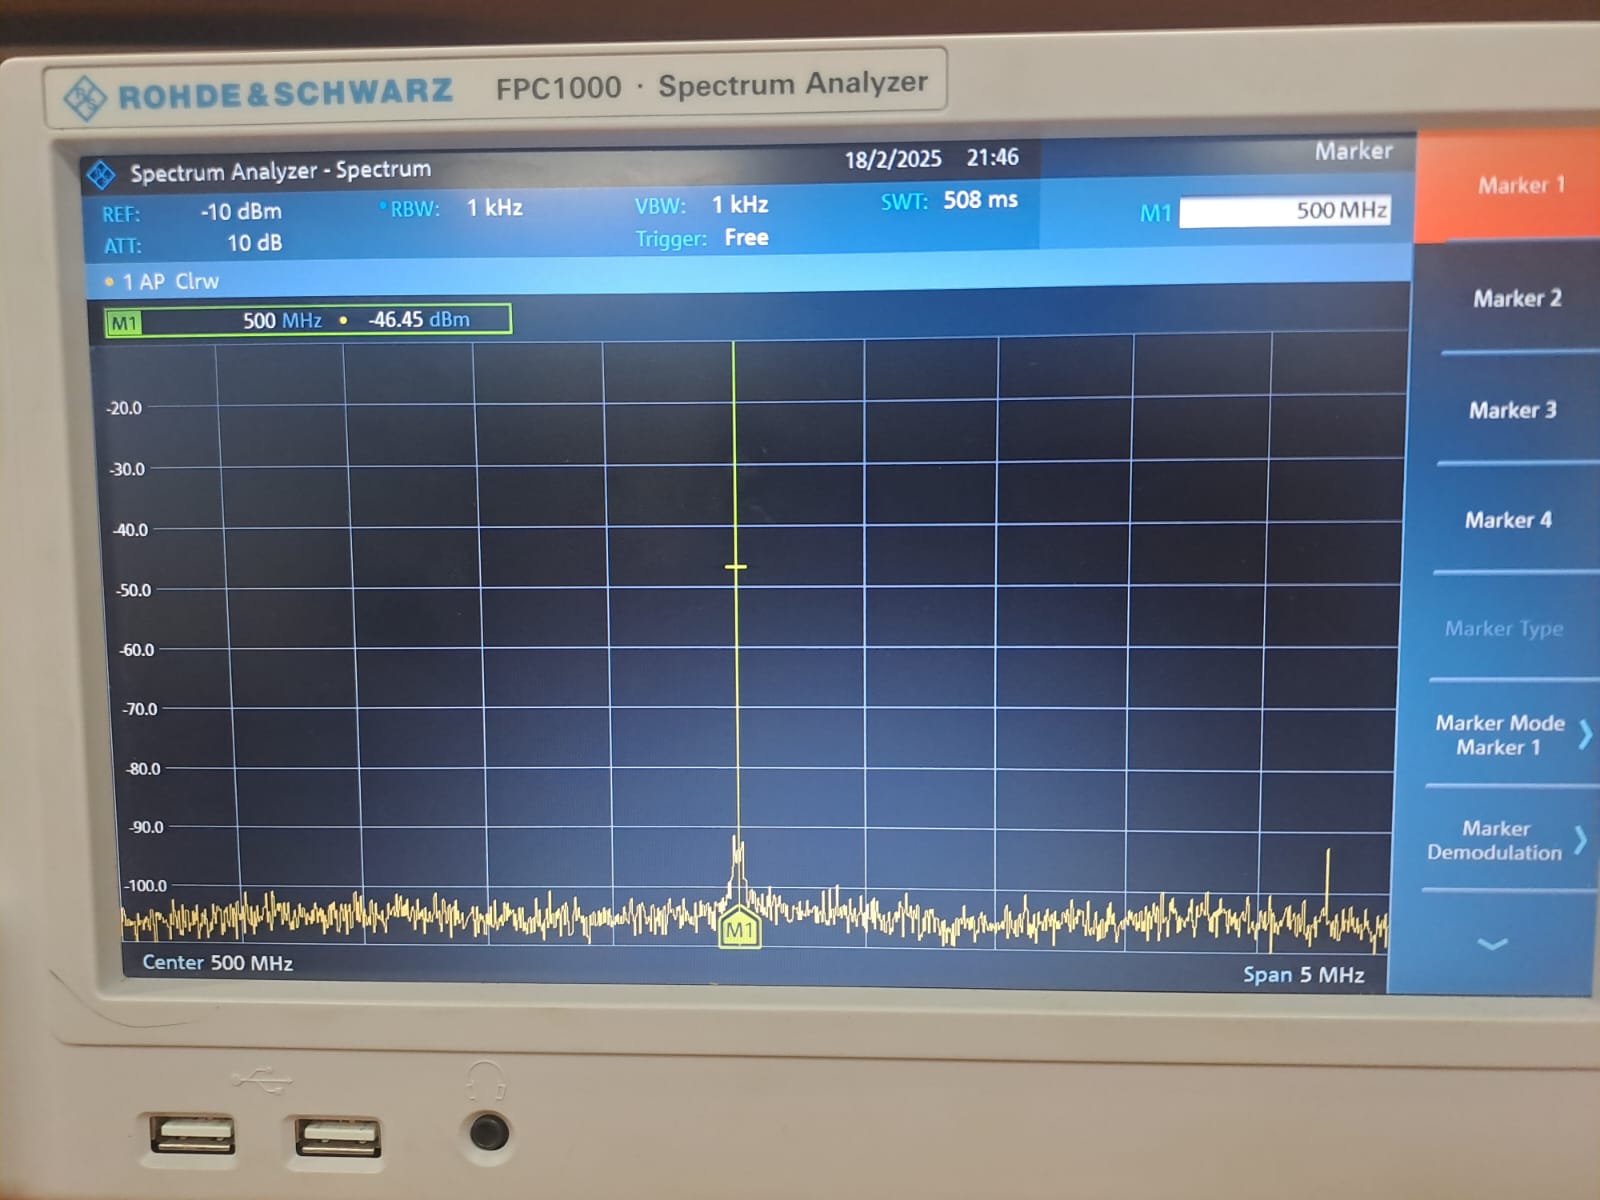 ROHDE & SCHWARZ FPC1000 · Spectrum Analyzer
Spectrum Analyzer - Spectrum 18/2/2025 21:46 Marker
REF: -10 dBm RBW: 1 kHz VBW: 1 kHz SWT: 508 ms M1 500 MHz
ATT: 10 dB Trigger: Free
1 AP Clrw
M1 500 MHz • -46.45 dBm
-20.0
-30.0
-40.0
-50.0
-60.0
-70.0
-80.0
-90.0
-100.0
M1
Center 500 MHz Span 5 MHz
Marker 1
Marker 2
Marker 3
Marker 4
Marker Type
Marker Mode
Marker 1
Marker
Demodulation